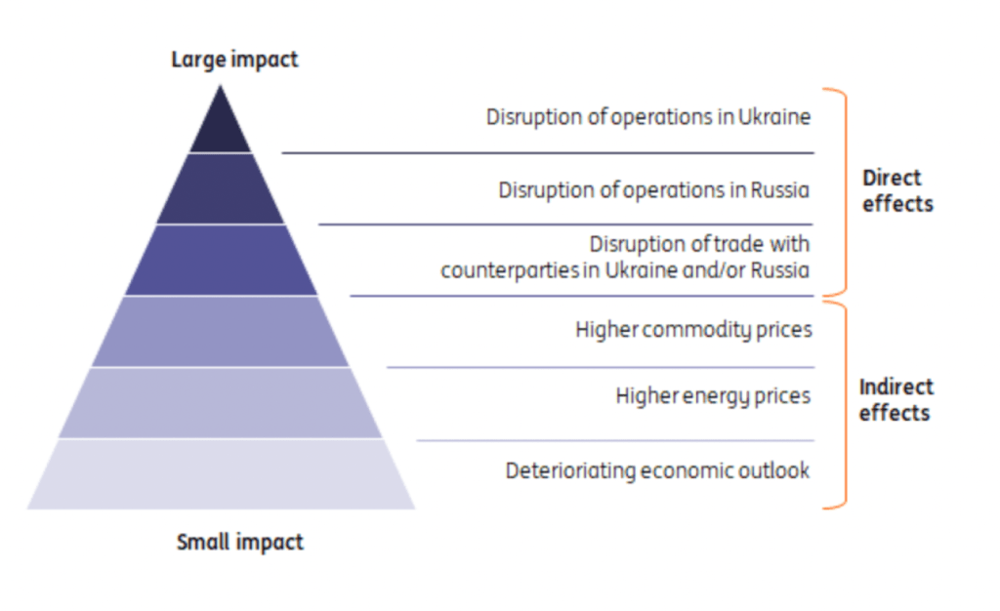 Large impact
Disruption of operations in Ukraine
Disruption of operations in Russia
Direct
effects
Disruption of trade with
counterparties in Ukraine and/or Russia
Higher commodity prices
Higher energy prices
Indirect
effects
Deterioriating economic outlook
Small impact